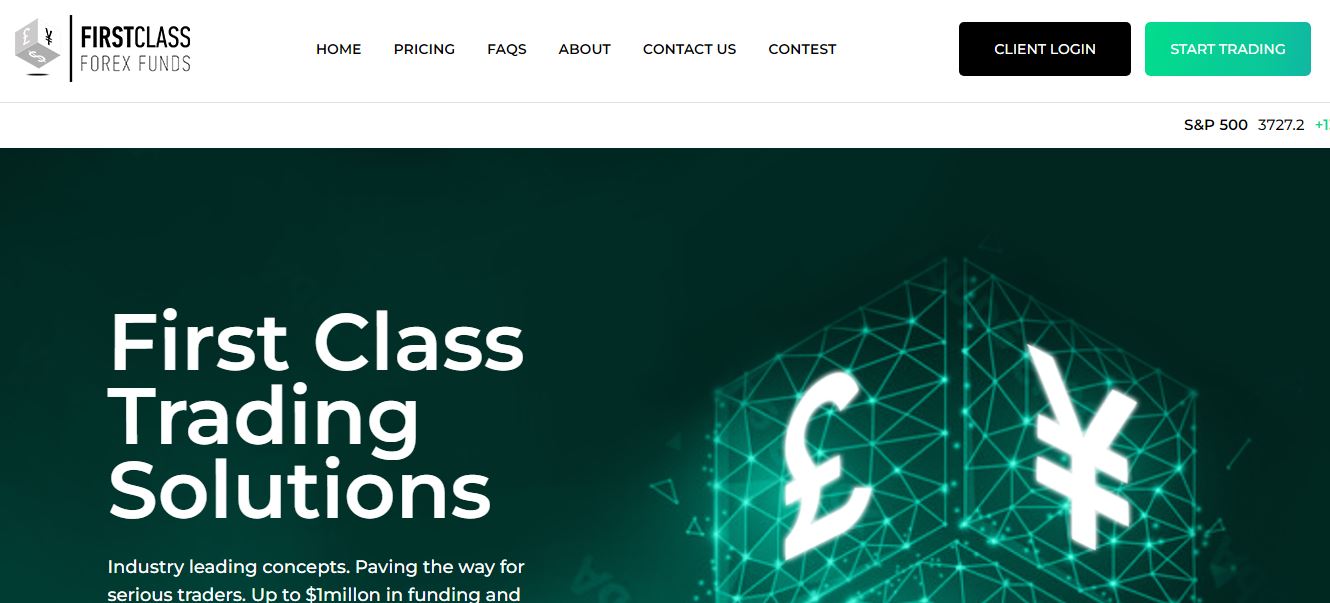 FIRSTCLASS
FOREX FUNDS
HOME PRICING FAQS ABOUT CONTACT US CONTEST CLIENT LOGIN START TRADING
S&P 500 3727.2 +1
First Class
Trading
Solutions
Industry leading concepts. Paving the way for
serious traders. Up to $1millon in funding and
£ ¥